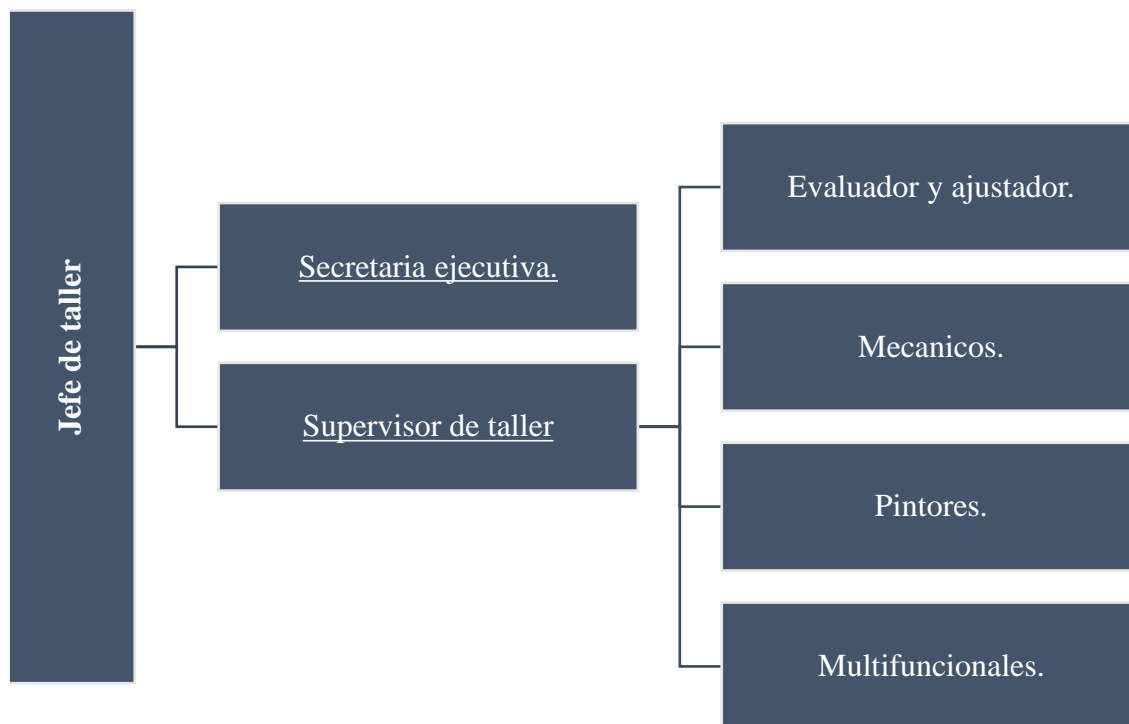 Jefe de taller
Secretaria ejecutiva.
Supervisor de taller
Evaluador y ajustador.
Mecanicos.
Pintores.
Multifuncionales.